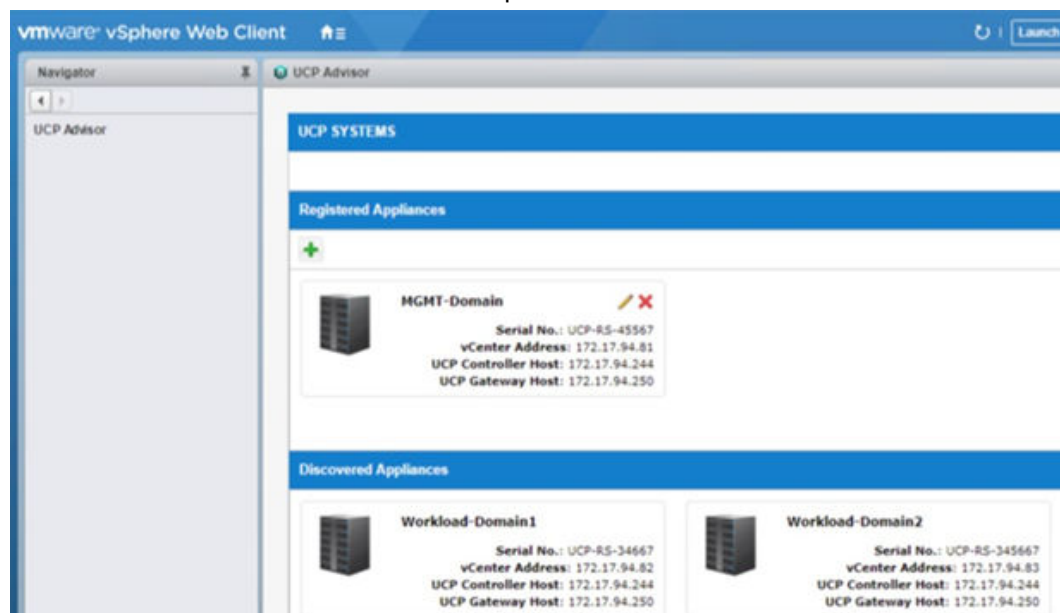 vmware® vSphere Web Client
Launch
Navigator
UCP Advisor
UCP Advisor
UCP SYSTEMS
Registered Appliances
MGMT-Domain
Serial No.: UCP-RS-45567
vCenter Address: 172.17.94.81
UCP Controller Host: 172.17.94.244
UCP Gateway Host: 172.17.94.250
Discovered Appliances
Workload-Domain1
Serial No.: UCP-RS-34667
vCenter Address: 172.17.94.82
UCP Controller Host: 172.17.94.244
UCP Gateway Host: 172.17.94.250
Workload-Domain2
Serial No.: UCP-RS-345667
vCenter Address: 172.17.94.83
UCP Controller Host: 172.17.94.244
UCP Gateway Host: 172.17.94.250